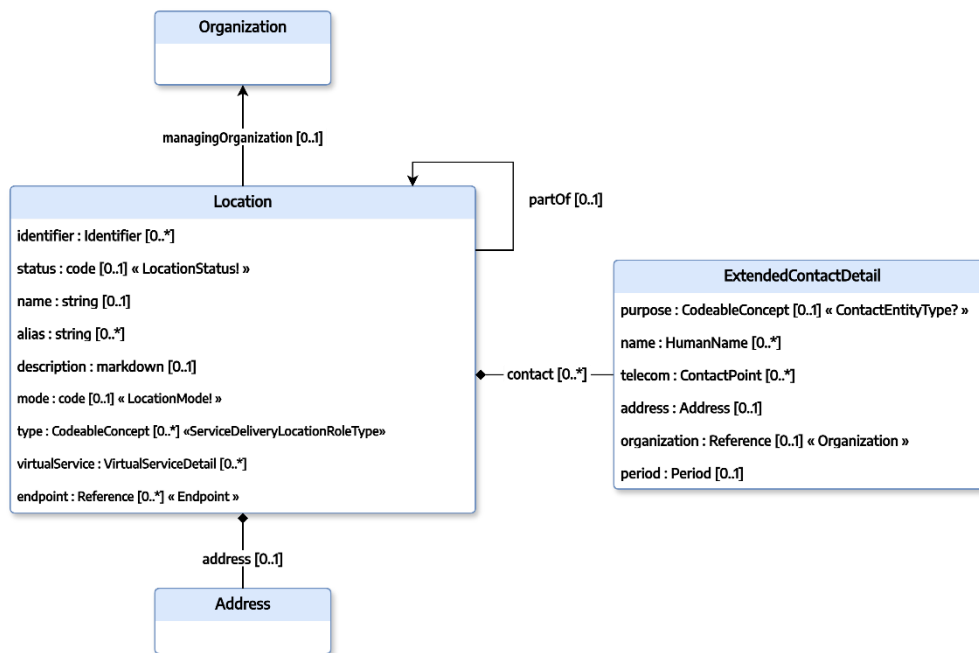 Organization
managingOrganization [0..1]
partOf [0..1]
Location
identifier : Identifier [0..*]
status : code [0..1] « LocationStatus! »
name : string [0..1]
alias : string [0..*]
description : markdown [0..1]
mode : code [0..1] « LocationMode! »
type : CodeableConcept [0..*] «ServiceDeliveryLocationRoleType»
virtualService : VirtualServiceDetail [0..*]
endpoint : Reference [0..*] « Endpoint »
contact [0..*]
ExtendedContactDetail
purpose : CodeableConcept [0..1] « ContactEntityType? »
name : HumanName [0..*]
telecom : ContactPoint [0..*]
address : Address [0..1]
organization : Reference [0..1] « Organization »
period : Period [0..1]
address [0..1]
Address